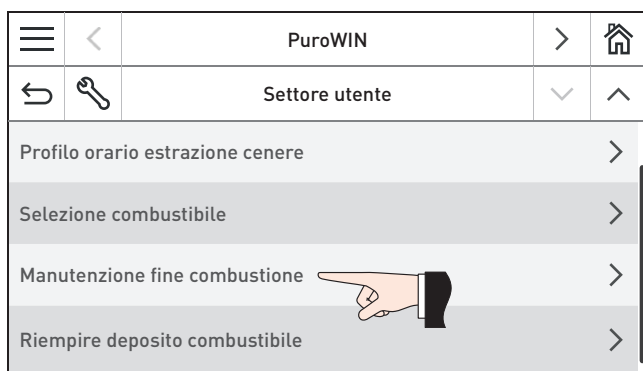 PuroWIN
Settore utente
Profilo orario estrazione cenere
Selezione combustibile
Manutenzione fine combustione
Riempire deposito combustibile